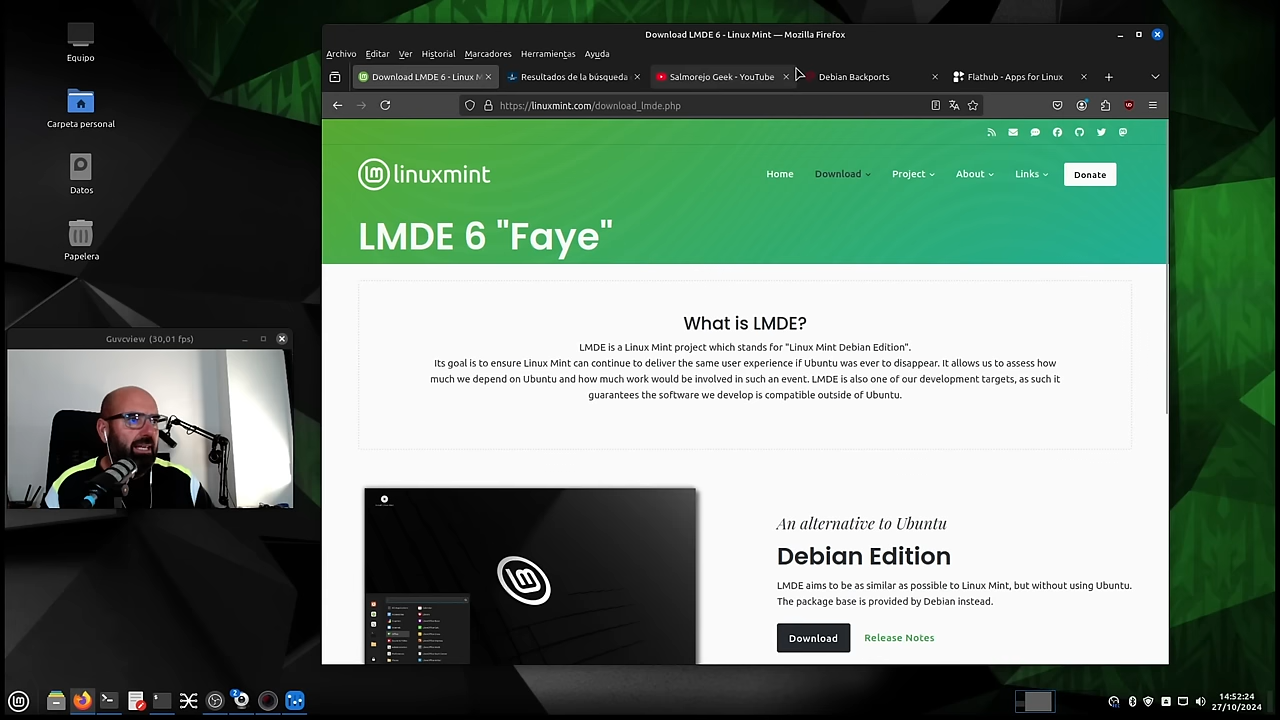 Equipo
Carpeta personal
Datos
Papelera
Guvcview (30,01 fps)
Download LMDE 6 - Linux Mint — Mozilla Firefox
Archivo Editar Ver Historial Marcadores Herramientas Ayuda
Download LMDE 6 - Linux M
Resultados de la búsqueda
Salmorejo Geek - YouTube
Debian Backports
Flathub - Apps for Linux
https://linuxmint.com/download_lmde.php
linuxmint
Home Download Project About Links Donate
LMDE 6 "Faye"
What is LMDE?
LMDE is a Linux Mint project which stands for "Linux Mint Debian Edition".
Its goal is to ensure Linux Mint can continue to deliver the same user experience if Ubuntu was ever to disappear. It allows us to assess how
much we depend on Ubuntu and how much work would be involved in such an event. LMDE is also one of our development targets, as such it
guarantees the software we develop is compatible outside of Ubuntu.
An alternative to Ubuntu
Debian Edition
LMDE aims to be as similar as possible to Linux Mint, but without using Ubuntu.
The package base is provided by Debian instead.
Download Release Notes
2
14:52:24
27/10/2024